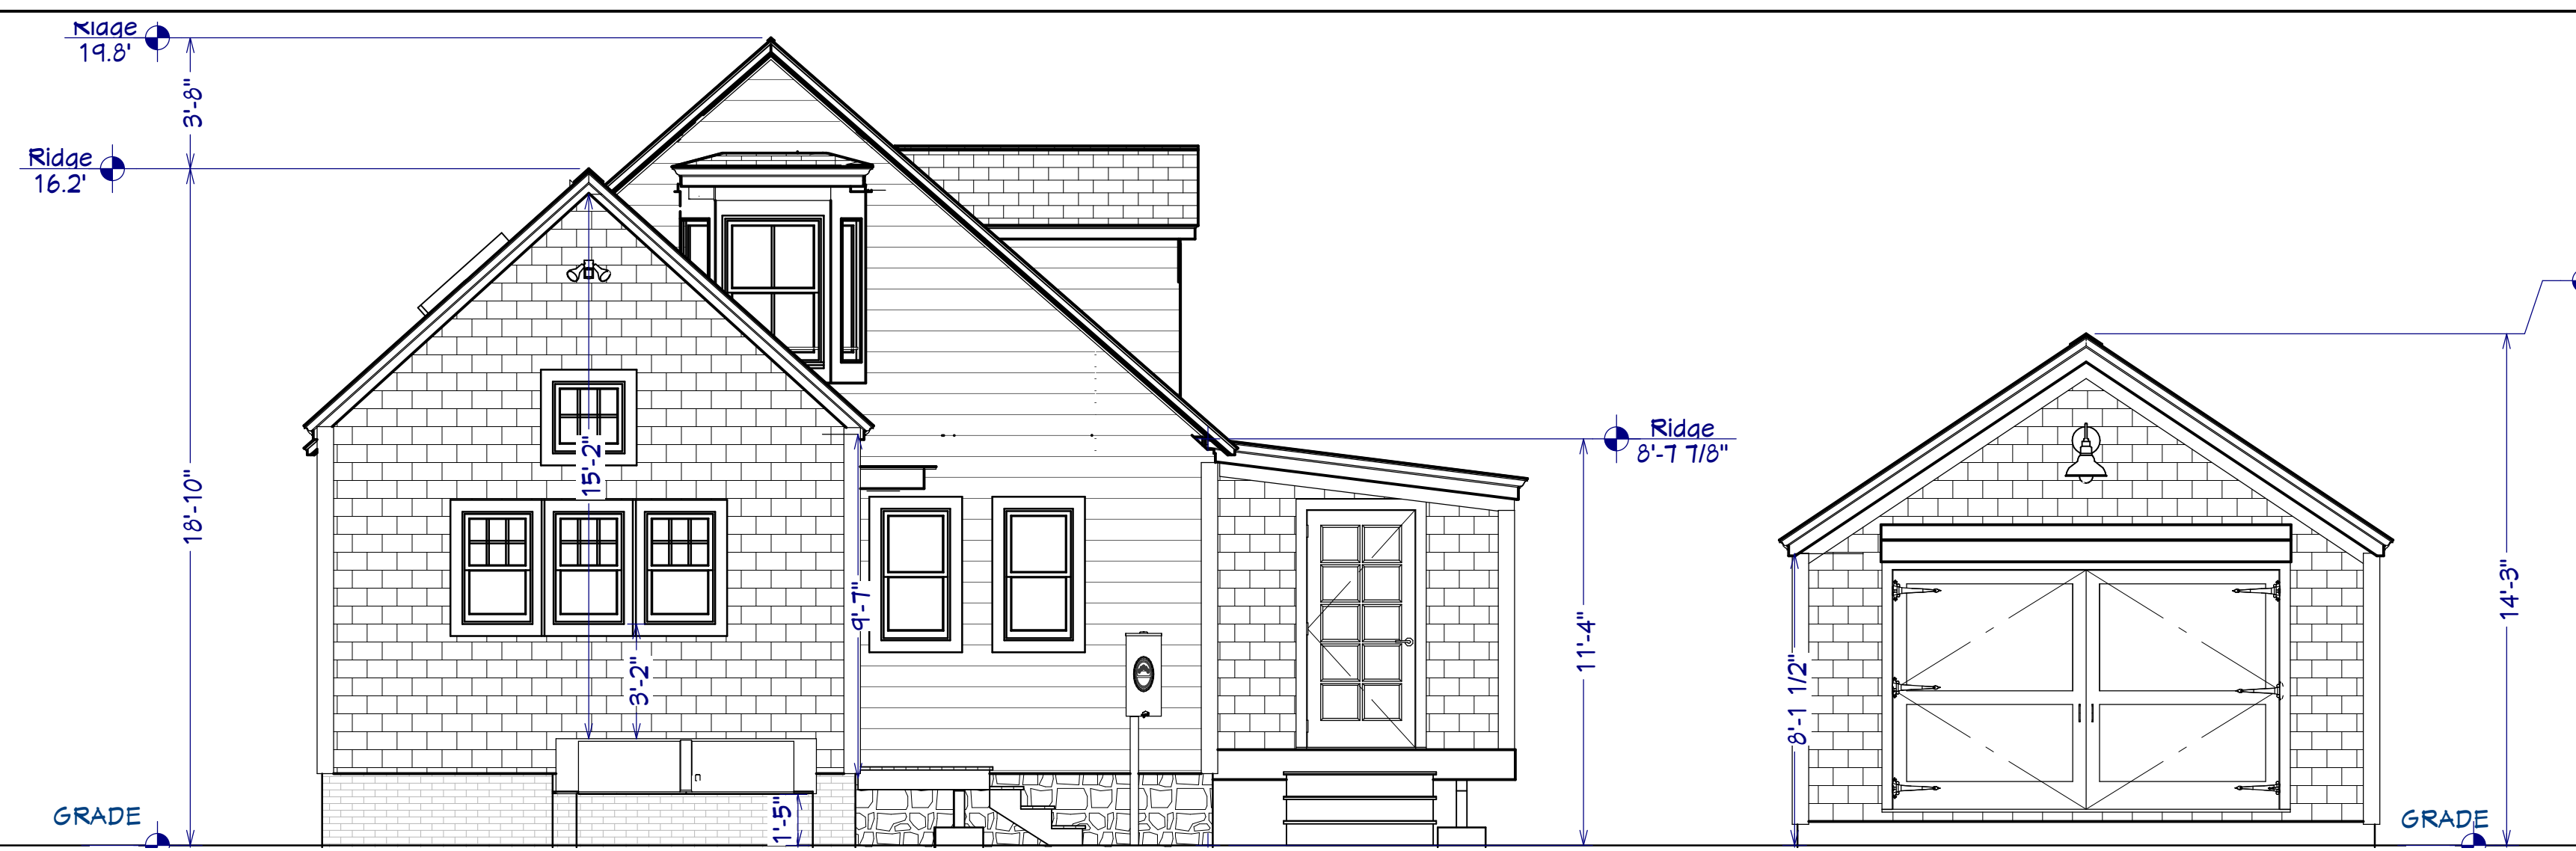 Ridge
19.8'
3'-8"
Ridge
16.2'
18'-10"
15'-2"
3'-2"
9'-7"
1'-5"
Ridge
8'-7 7/8"
11'-4"
8'-1 1/2"
14'-3"
GRADE
GRADE